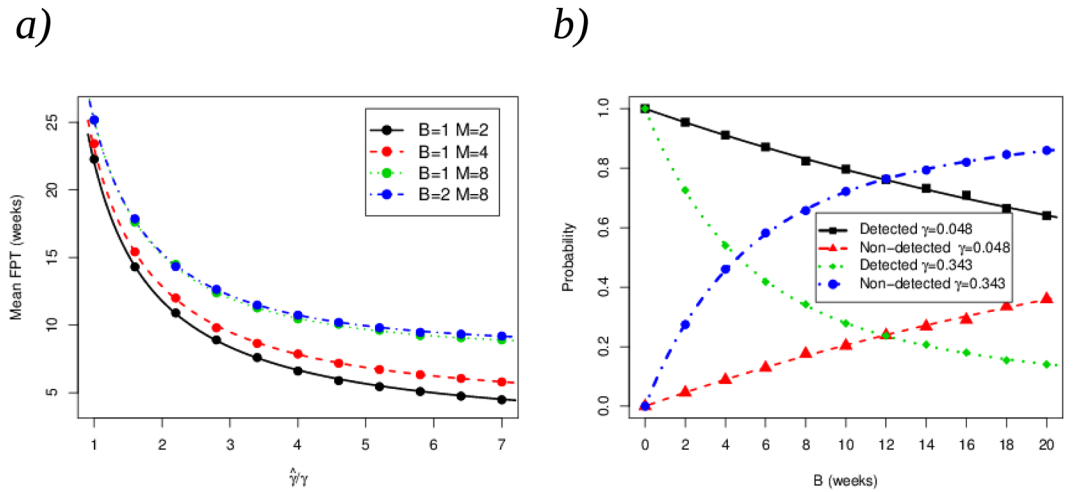 a)
b)
Mean FPT (weeks)
25
20
15
10
5
B=1 M=2
B=1 M=4
B=1 M=8
B=2 M=8
1 2 3 4 5 6 7
γ̂/γ
Probability
1.0
0.8
0.6
0.4
0.2
0.0
Detected γ=0.048
Non-detected γ=0.048
Detected γ=0.343
Non-detected γ=0.343
0 2 4 6 8 10 12 14 16 18 20
B (weeks)